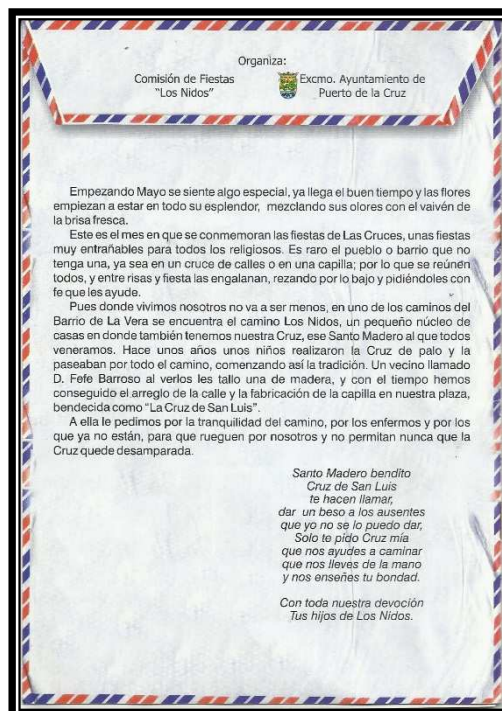 Organiza:
Comisión de Fiestas
"Los Nidos"
Excmo. Ayuntamiento de
Puerto de la Cruz
Empezando Mayo se siente algo especial, ya llega el buen tiempo y las flores
empiezan a estar en todo su esplendor, mezclando sus olores con el vaivén de
la brisa fresca.
Este es el mes en que se conmemoran las fiestas de Las Cruces, unas fiestas
muy entrañables para todos los religiosos. Es raro el pueblo o barrio que no
tenga una, ya sea en un cruce de calles o en una capilla; por lo que se reúnen
todos, y entre risas y fiesta las engalanan, rezando por lo bajo y pidiéndoles con
fe que les ayude.
Pues donde vivimos nosotros no va a ser menos, en uno de los caminos del
Barrio de La Vera se encuentra el camino Los Nidos, un pequeño núcleo de
casas en donde también tenemos nuestra Cruz, ese Santo Madero al que todos
veneramos. Hace unos años unos niños realizaron la Cruz de palo y la
paseaban por todo el camino, comenzando así la tradición. Un vecino llamado
D. Fefe Barroso al verlos les tallo una de madera, y con el tiempo hemos
conseguido el arreglo de la calle y la fabricación de la capilla en nuestra plaza,
bendecida como "La Cruz de San Luis".
A ella le pedimos por la tranquilidad del camino, por los enfermos y por los
que ya no están, para que rueguen por nosotros y no permitan nunca que la
Cruz quede desamparada.
Santo Madero bendito
Cruz de San Luis
te hacen llamar,
dar un beso a los ausentes
que yo no se lo puedo dar,
Solo te pido Cruz mía
que nos ayudes a caminar
que nos lleves de la mano
y nos enseñes tu bondad.
Con toda nuestra devoción
Tus hijos de Los Nidos.